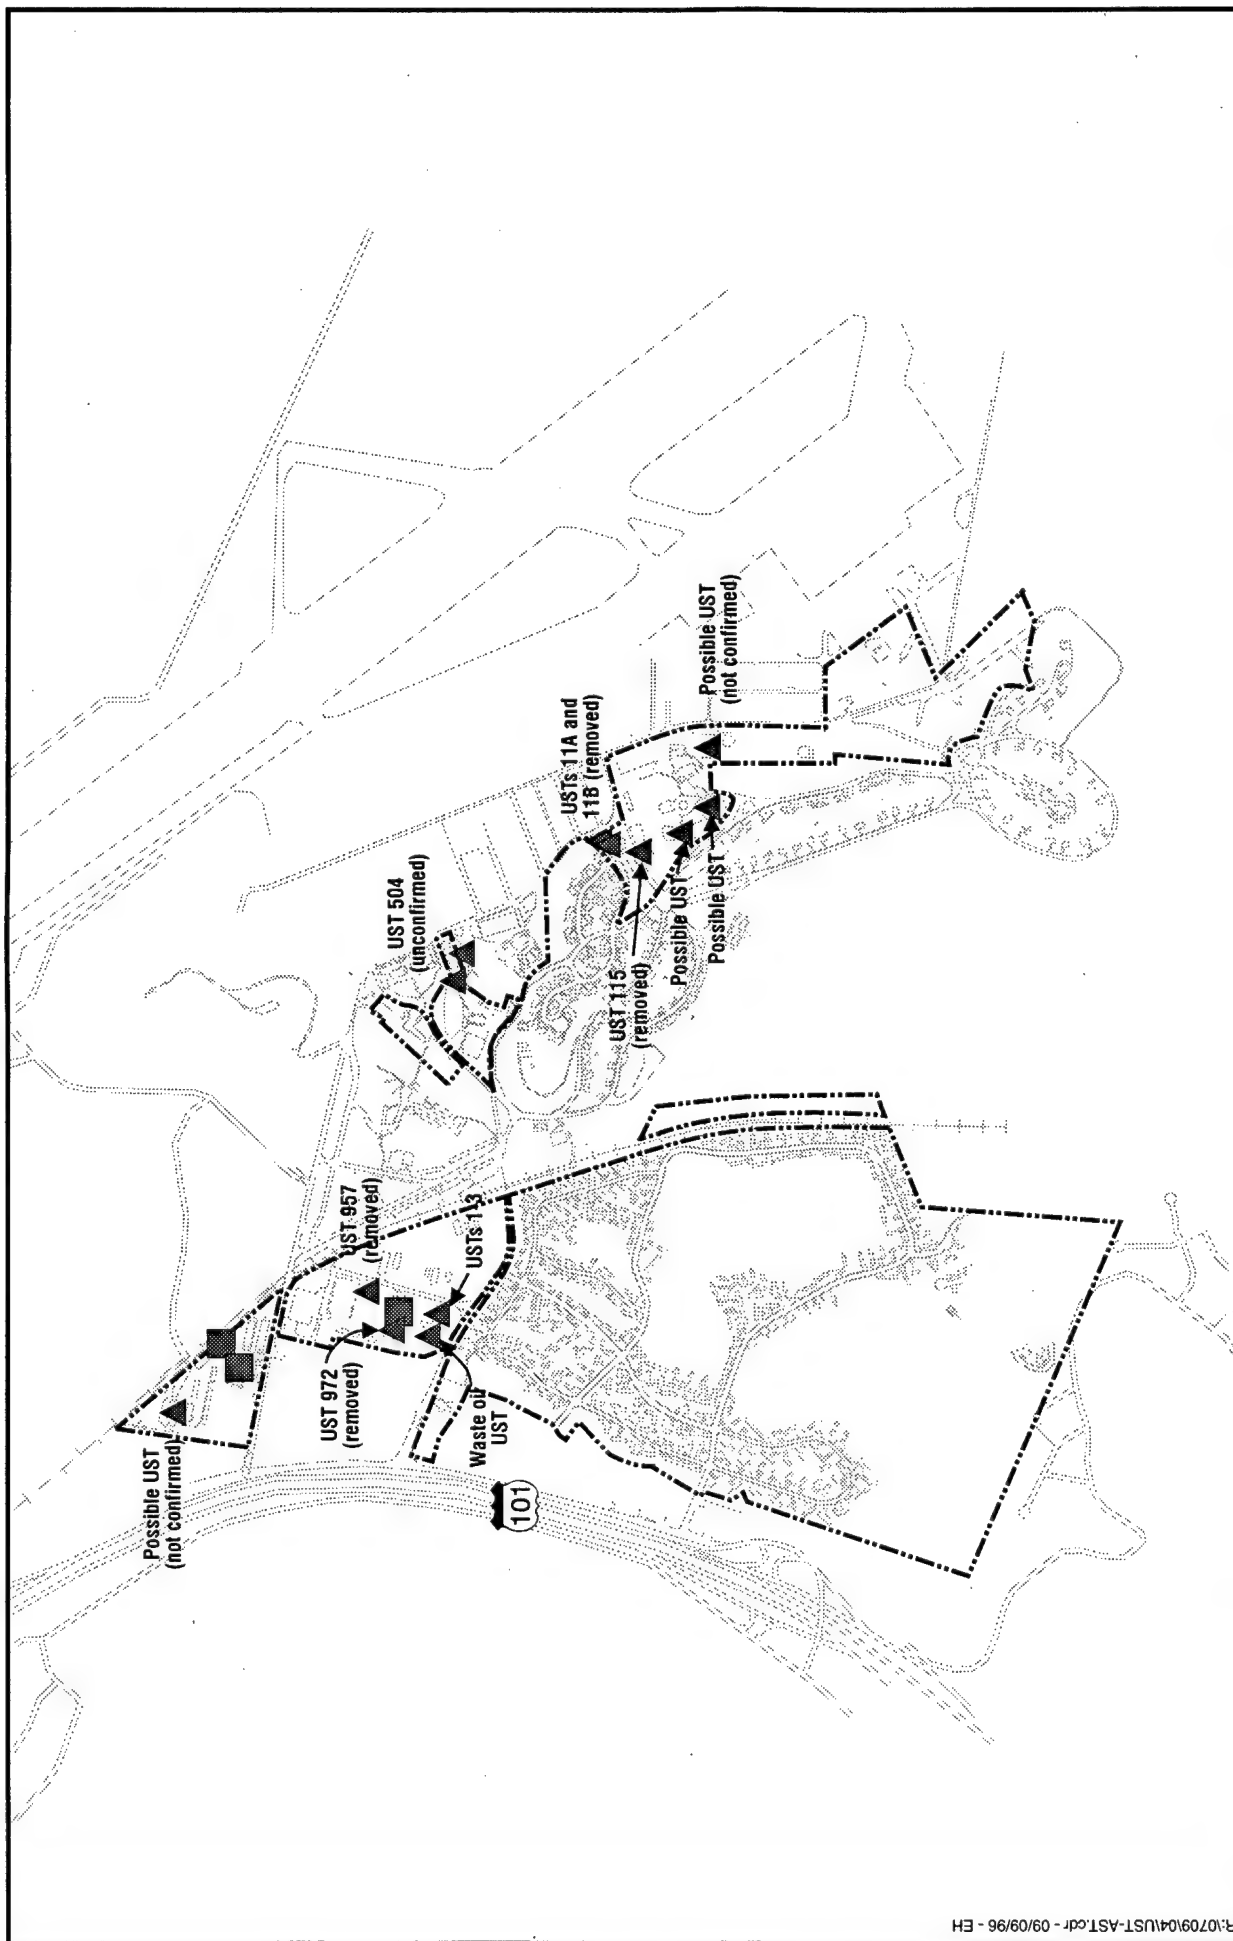 Possible UST
(not confirmed)
UST 972
(removed)
UST 957
(removed)
USTs 1-3
Waste oil
UST
101
UST 504
(unconfirmed)
USTs 11A and
11B (removed)
UST 115
(removed)
Possible UST
Possible UST
Possible UST
(not confirmed)
R:\0709\04\UST-AST.cdr - 09/09/96 - EH